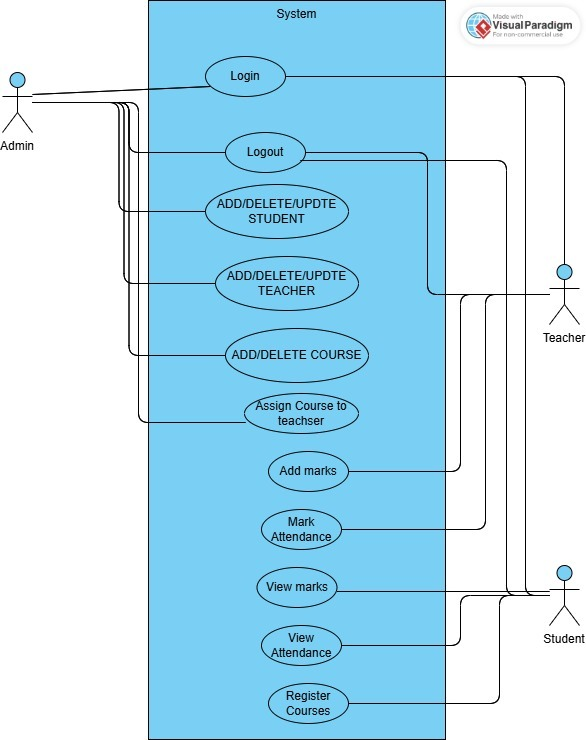 System
Made with
Visual Paradigm
For non-commercial use
Login
Admin
Logout
ADD/DELETE/UPDTE
STUDENT
ADD/DELETE/UPDTE
TEACHER
Teacher
ADD/DELETE COURSE
Assign Course to
teachser
Add marks
Mark
Attendance
View marks
View
Attendance
Student
Register
Courses